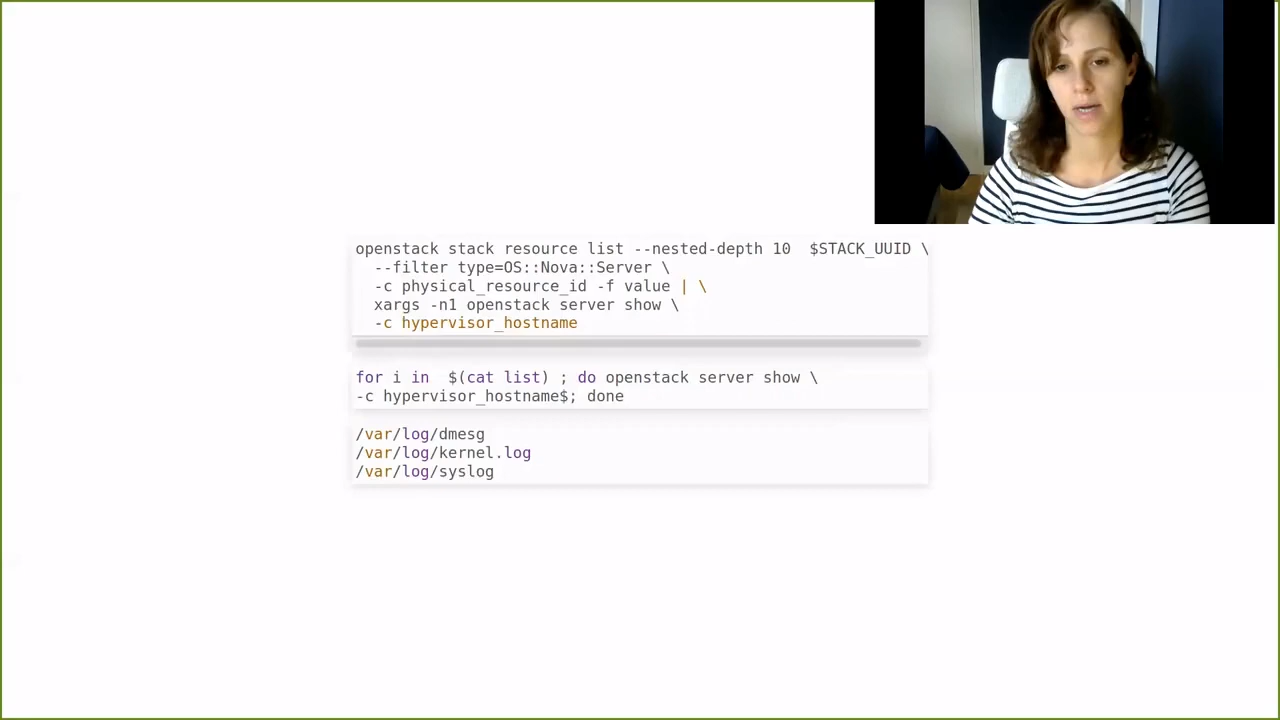 openstack stack resource list --nested-depth 10  $STACK_UUID \
  --filter type=OS::Nova::Server \
  -c physical_resource_id -f value | \
  xargs -n1 openstack server show \
  -c hypervisor_hostname
for i in  $(cat list) ; do openstack server show \
-c hypervisor_hostname$; done
/var/log/dmesg
/var/log/kernel.log
/var/log/syslog